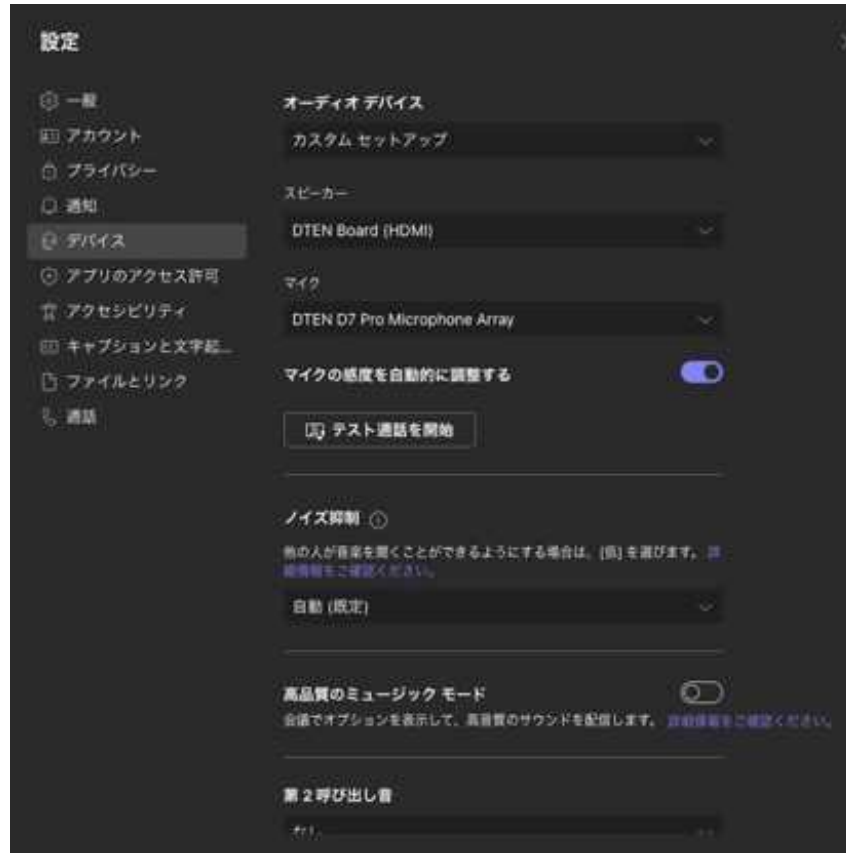 設定
一般
アカウント
プライバシー
通知
デバイス
アプリのアクセス許可
アクセシビリティ
キャプションと文字起...
ファイルとリンク
通話
オーディオ デバイス
カスタム セットアップ
スピーカー
DTEN Board (HDMI)
マイク
DTEN D7 Pro Microphone Array
マイクの感度を自動的に調整する
テスト通話を開始
ノイズ抑制
他の人が音楽を聞くことができるようにする場合は、[低] を選びます。 詳
細情報をご確認ください。
自動 (既定)
高品質のミュージック モード
会議でオプションを表示して、高音質のサウンドを配信します。 詳細情報をご確認ください。
第 2 呼び出し音
なし